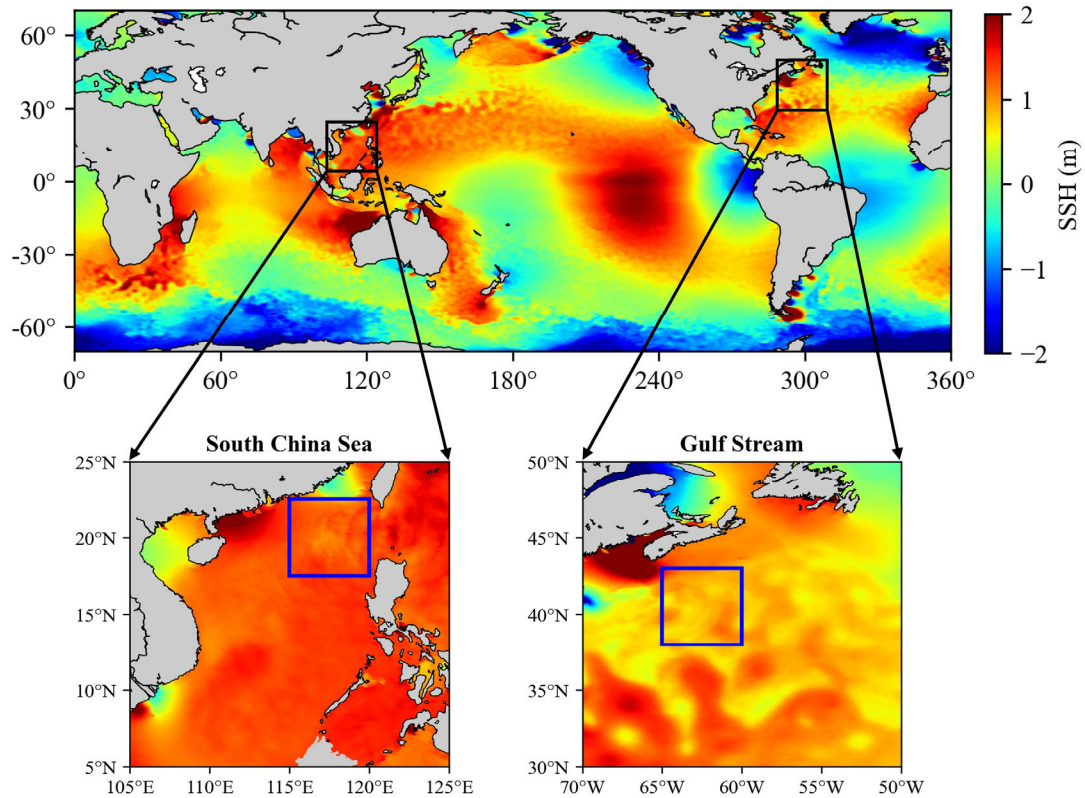 60°
30°
0°
-30°
-60°
0°
60°
120°
180°
240°
300°
360°
2
1
0
−1
−2
SSH (m)
South China Sea
25°N
20°N
15°N
10°N
5°N
105°E
110°E
115°E
120°E
125°E
Gulf Stream
50°N
45°N
40°N
35°N
30°N
70°W
65°W
60°W
55°W
50°W